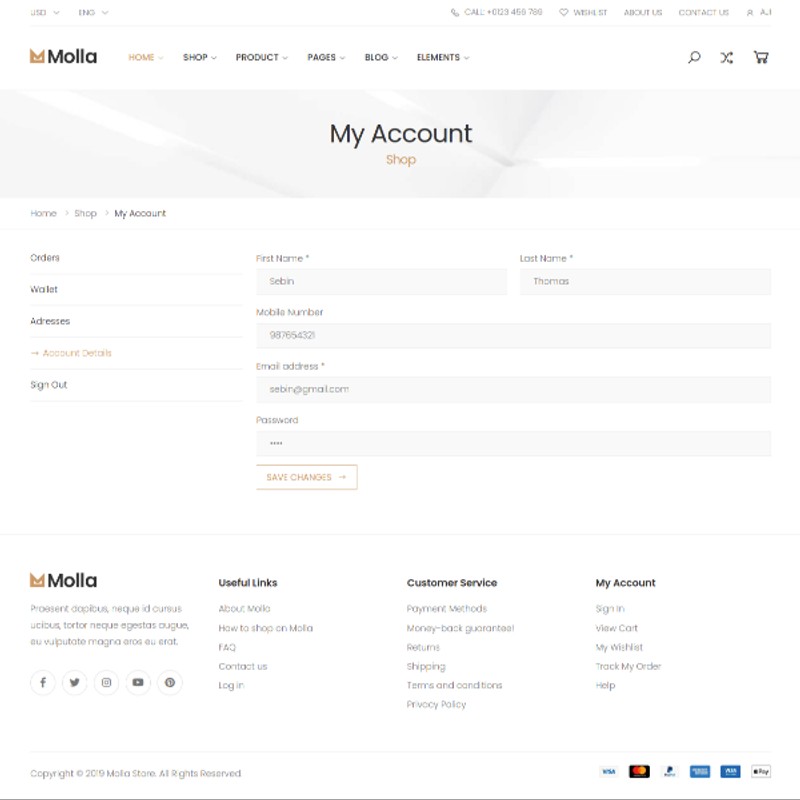 USD ENG CALL: +0123 456 789 WISHLIST ABOUT US CONTACT US AJI
Molla HOME SHOP PRODUCT PAGES BLOG ELEMENTS
My Account
Shop
Home > Shop > My Account
Orders
Wallet
Adresses
→ Account Details
Sign Out
First Name * Last Name *
Sebin Thomas
Mobile Number
987654321
Email address *
sebin@gmail.com
Password
••••
SAVE CHANGES →
Molla
Praesent dapibus, neque id cursus
ucibus, tortor neque egestas augue,
eu vulputate magna eros eu erat.
Useful Links
About Molla
How to shop on Molla
FAQ
Contact us
Log in
Customer Service
Payment Methods
Money-back guarantee!
Returns
Shipping
Terms and conditions
Privacy Policy
My Account
Sign In
View Cart
My Wishlist
Track My Order
Help
Copyright © 2019 Molla Store. All Rights Reserved.
VISA PayPal VISA Pay